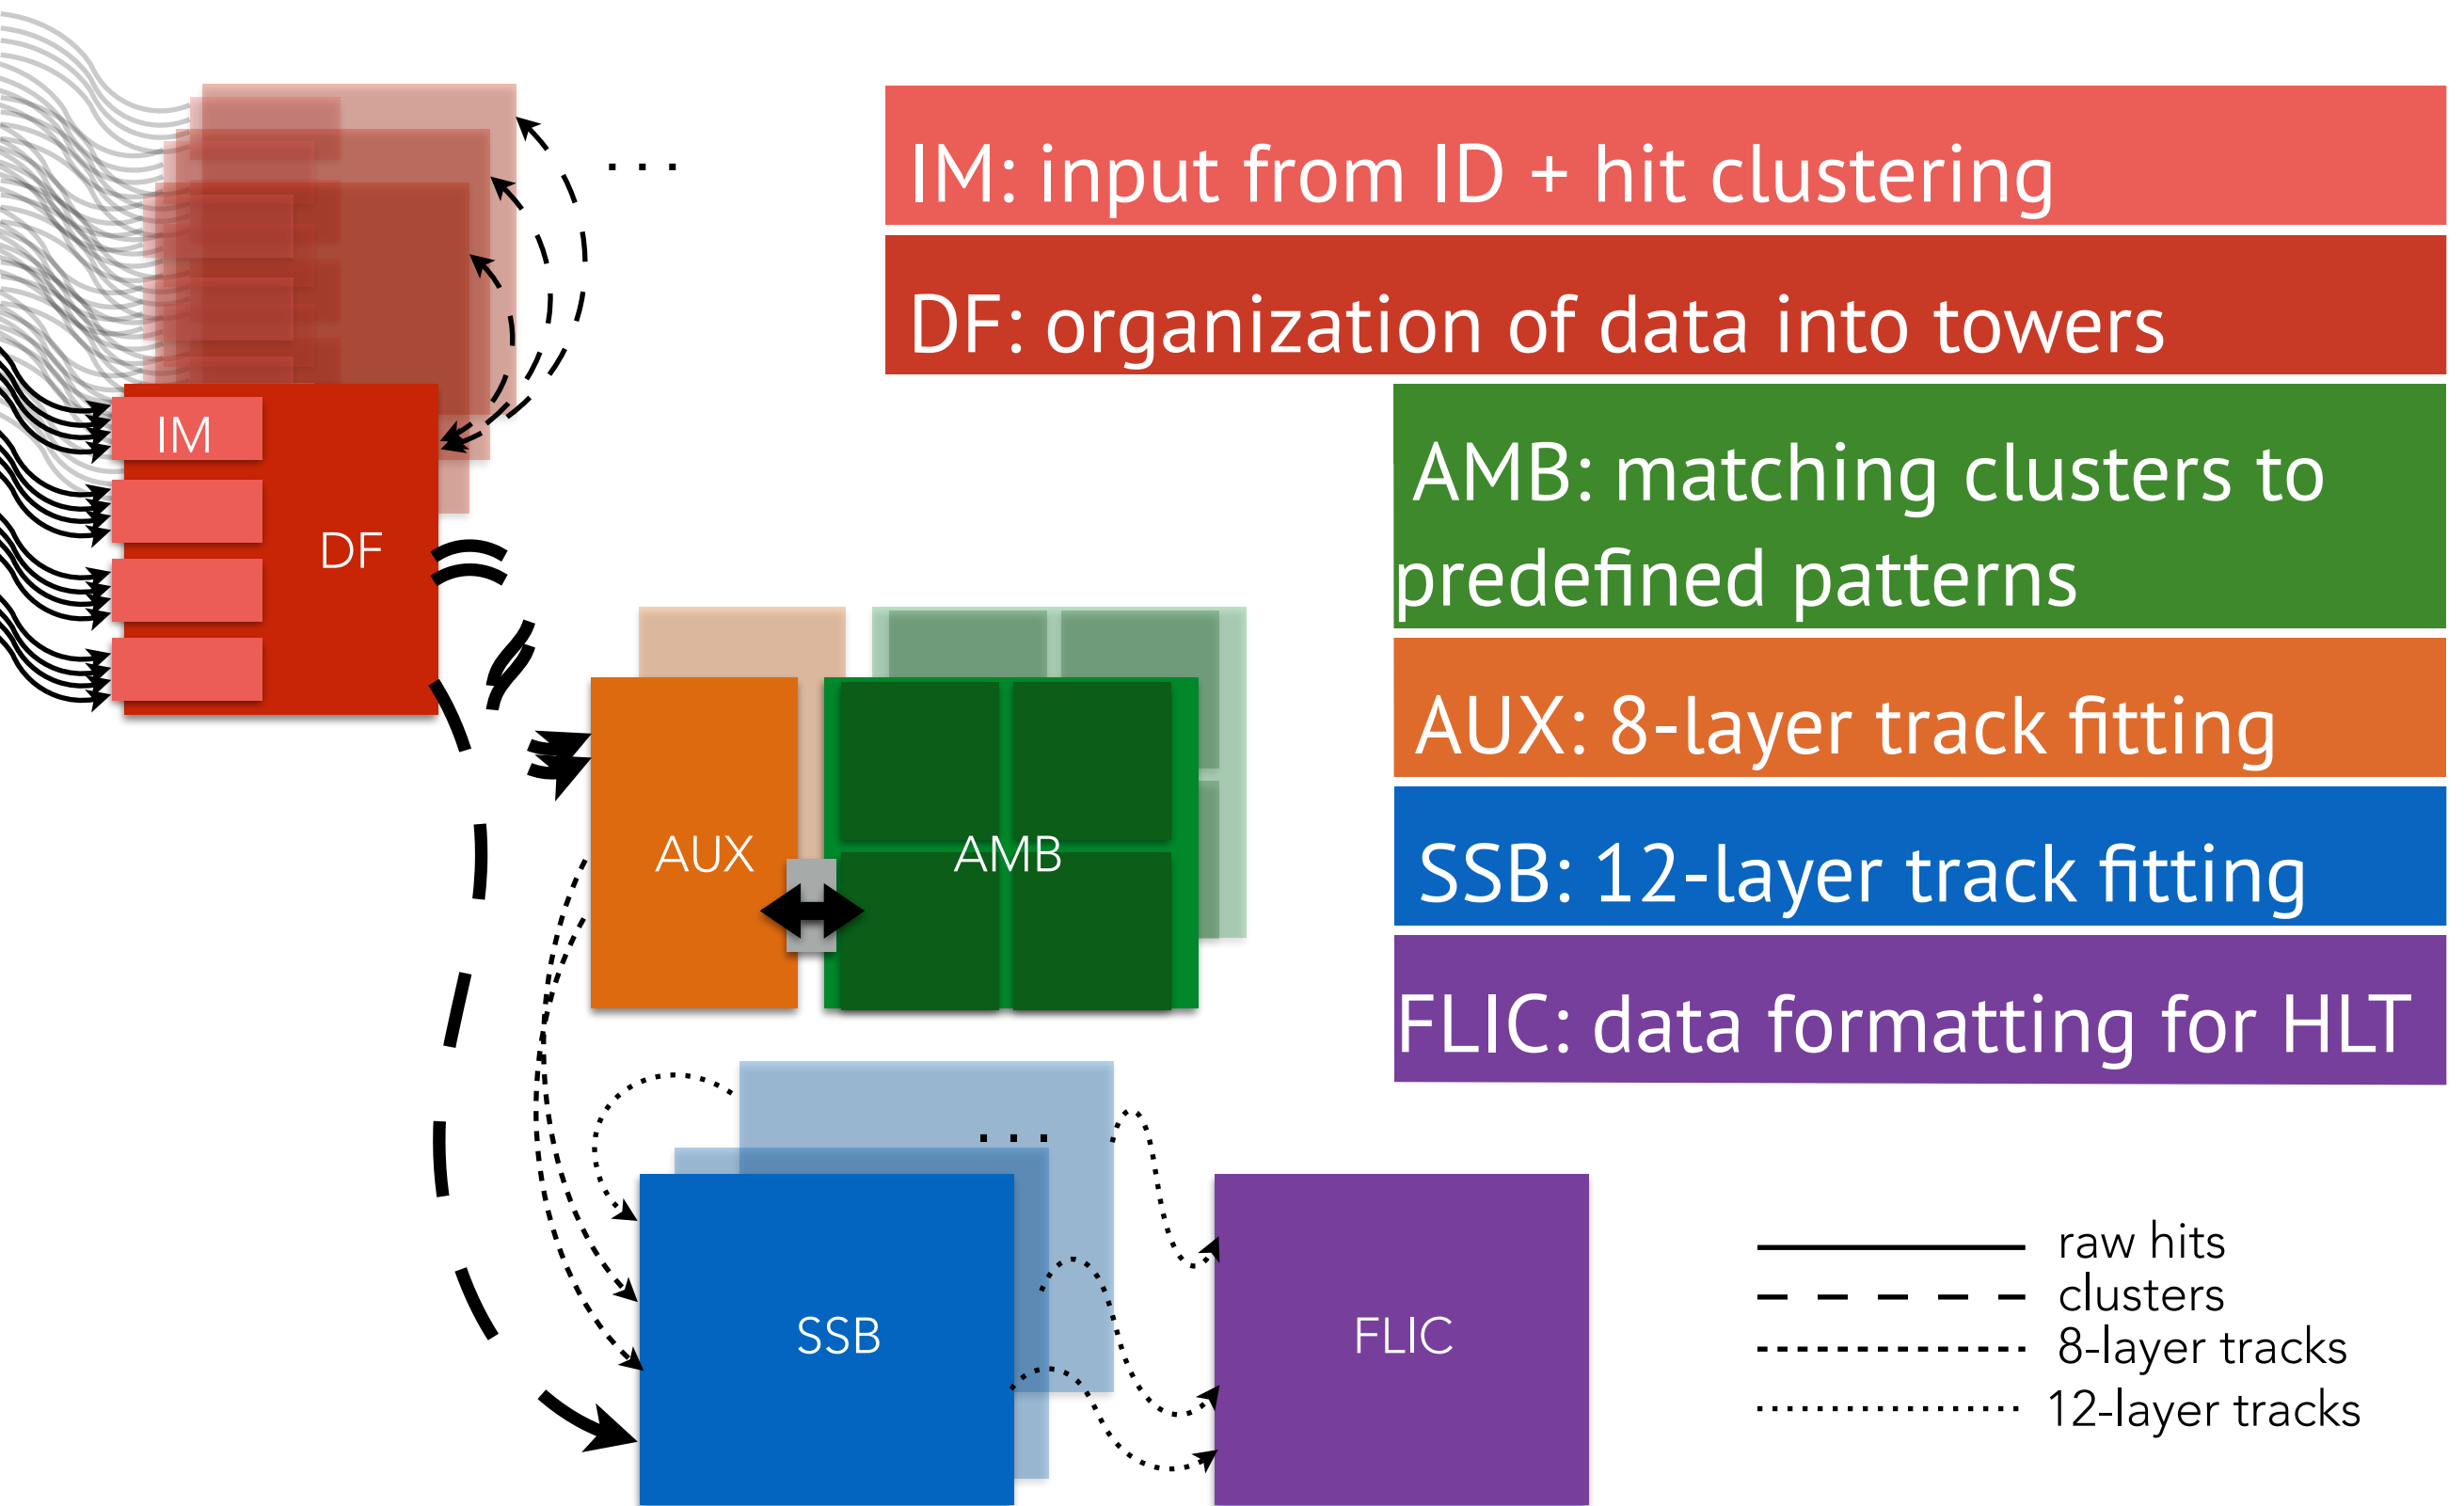 . . .
IM: input from ID + hit clustering
DF: organization of data into towers
AMB: matching clusters to
predefined patterns
AUX: 8-layer track fitting
SSB: 12-layer track fitting
FLIC: data formatting for HLT
IM
DF
AUX
AMB
. . .
SSB
FLIC
raw hits
clusters
8-layer tracks
12-layer tracks